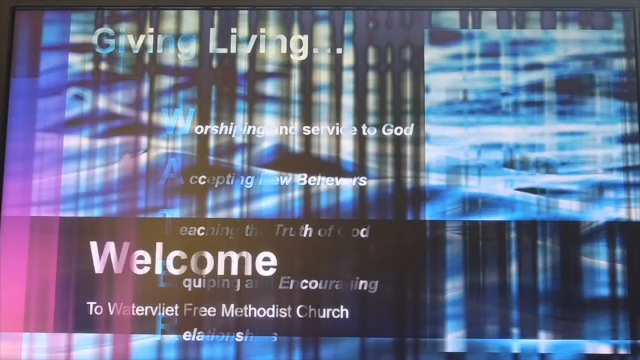 Giving Living...
Worshiping and service to God
Accepting New Believers
Teaching the Truth of God
Welcome
Equiping and Encouraging
To Watervliet Free Methodist Church
Relationships